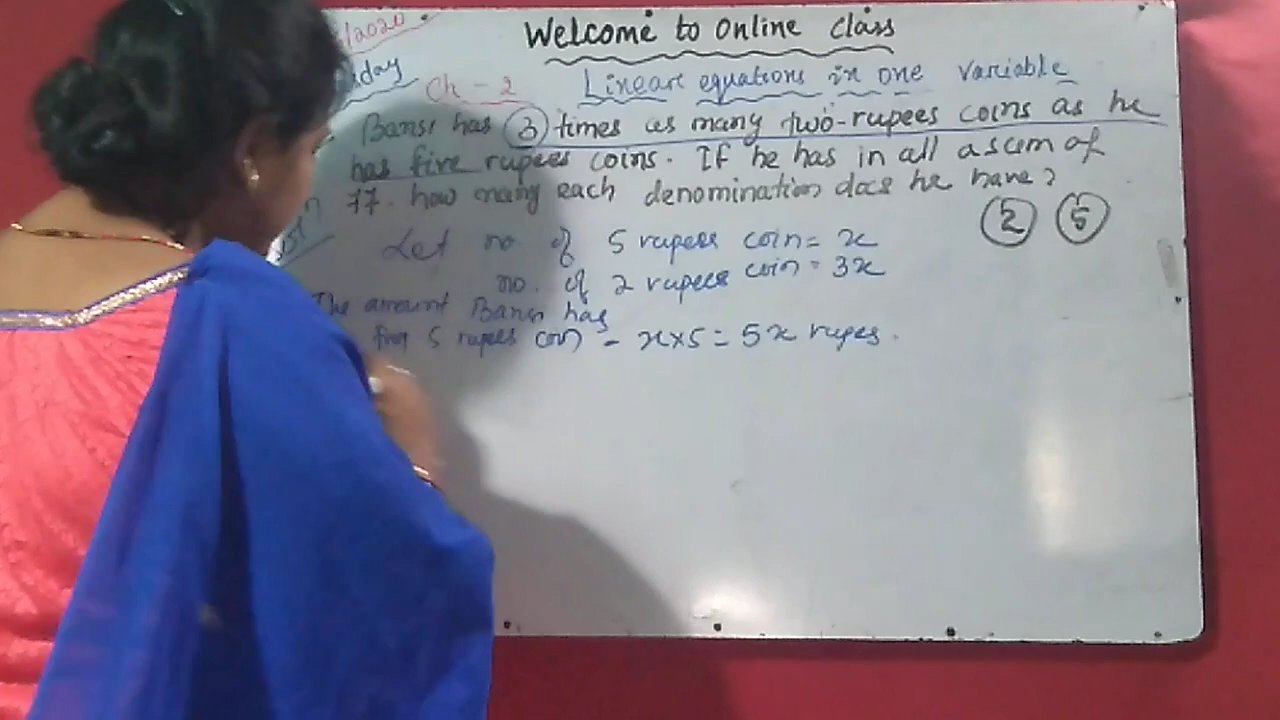 /2020
Welcome to Online class
day
Ch - 2
Linear equations in one variable
Bansi has 3 times as many two-rupees coins as he
has five rupees coins. If he has in all a sum of
77. how many each denomination does he have?
2 5
Let no of 5 rupees coin = x
no. of 2 rupees coin = 3x
The amount Bansi has
from 5 rupees coin - x×5 = 5x rupes.